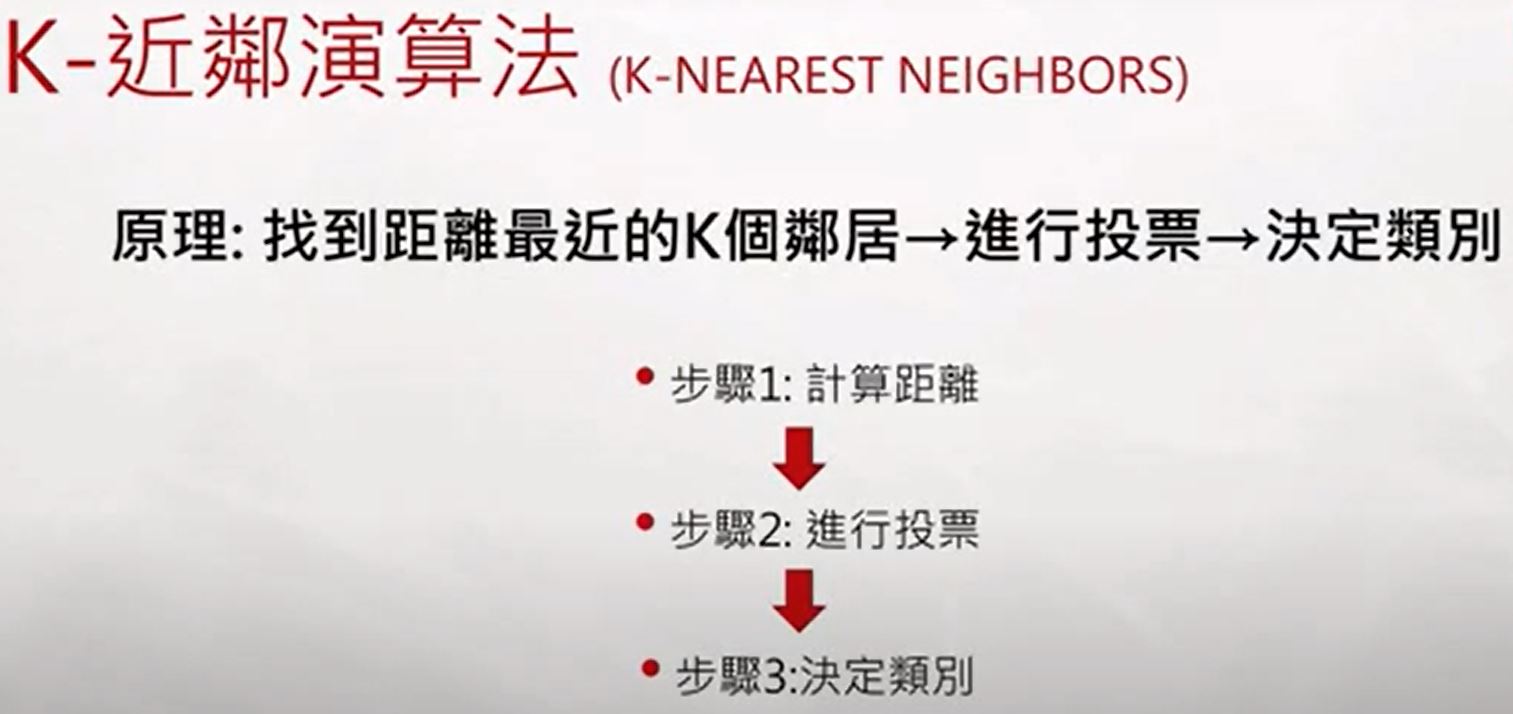 K-近鄰演算法 (K-NEAREST NEIGHBORS)
原理: 找到距離最近的K個鄰居→進行投票→決定類別
步驟1: 計算距離
步驟2: 進行投票
步驟3:決定類別